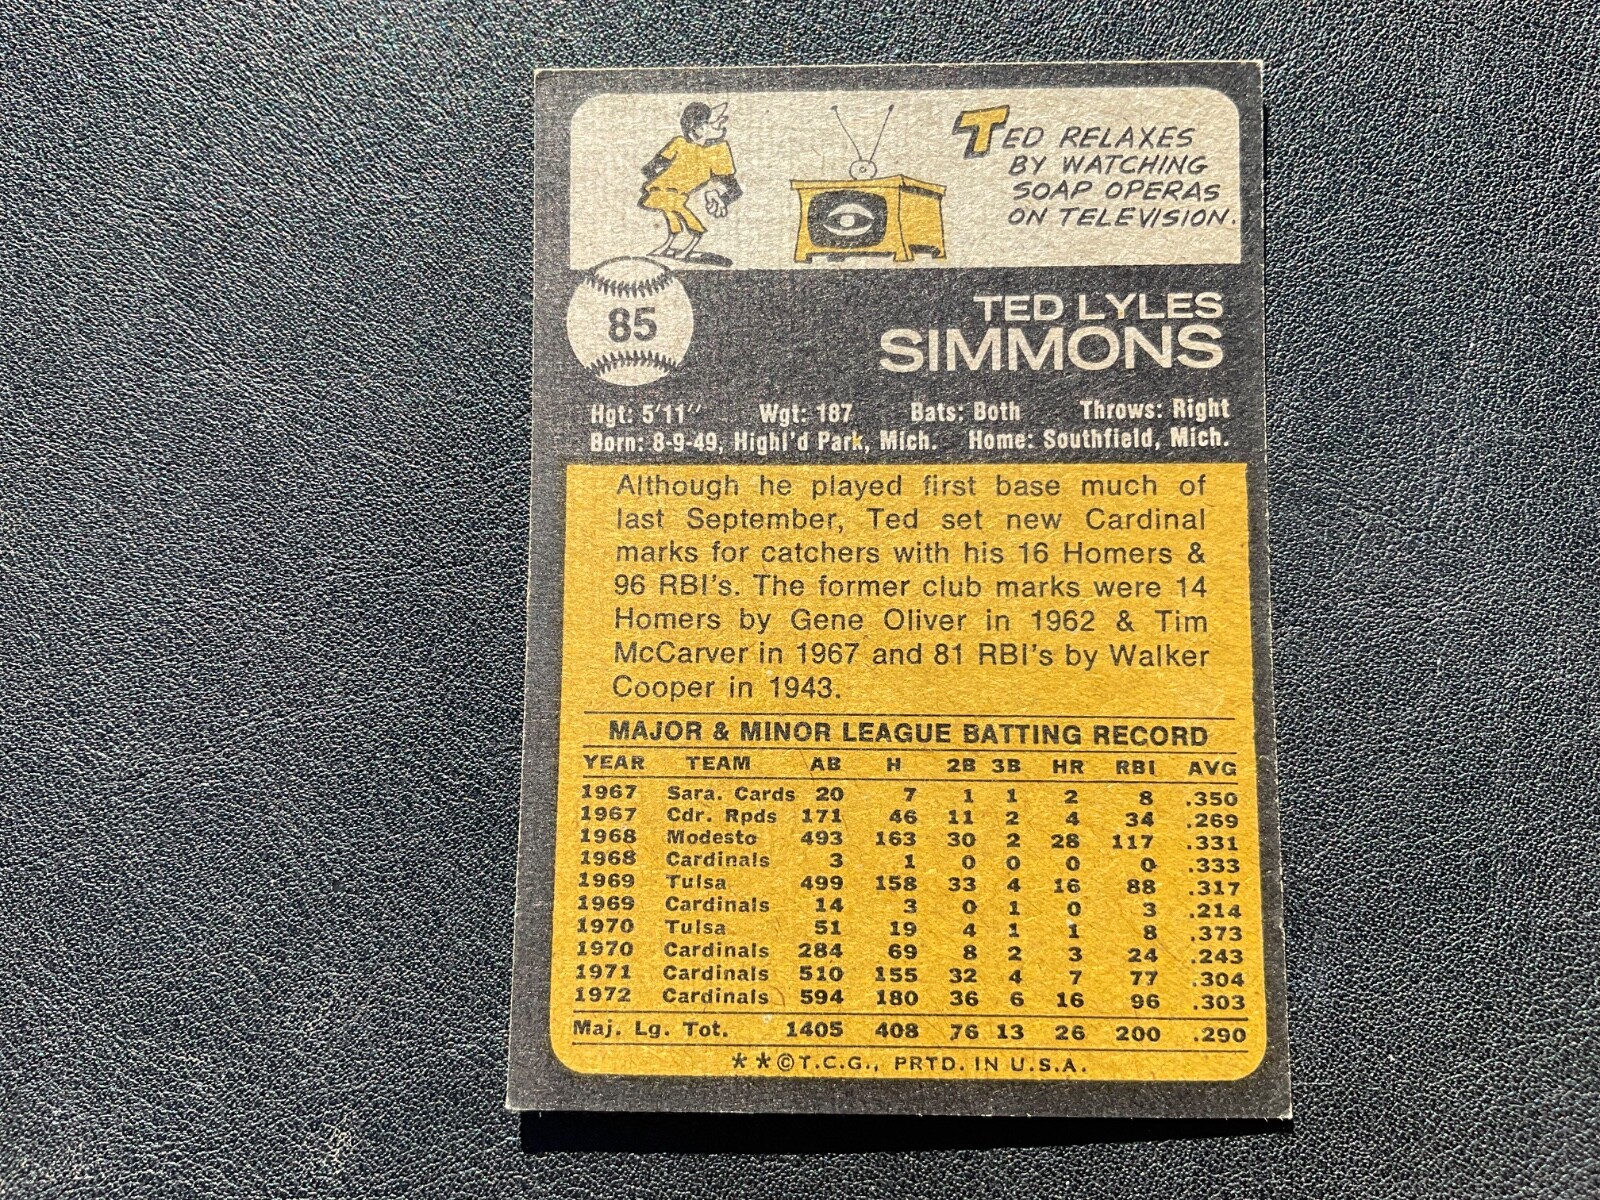 TED RELAXES
BY WATCHING
SOAP OPERAS
ON TELEVISION.
85
TED LYLES
SIMMONS
Hgt: 5'11" Wgt: 187 Bats: Both Throws: Right
Born: 8-9-49, Highl'd Park, Mich. Home: Southfield, Mich.
Although he played first base much of
last September, Ted set new Cardinal
marks for catchers with his 16 Homers &
96 RBI's. The former club marks were 14
Homers by Gene Oliver in 1962 & Tim
McCarver in 1967 and 81 RBI's by Walker
Cooper in 1943.
MAJOR & MINOR LEAGUE BATTING RECORD
YEAR TEAM AB H 2B 3B HR RBI AVG
1967 Sara. Cards 20 7 1 1 2 8 .350
1967 Cdr. Rpds 171 46 11 2 4 34 .269
1968 Modesto 493 163 30 2 28 117 .331
1968 Cardinals 3 1 0 0 0 0 .333
1969 Tulsa 499 158 33 4 16 88 .317
1969 Cardinals 14 3 0 1 0 3 .214
1970 Tulsa 51 19 4 1 1 8 .373
1970 Cardinals 284 69 8 2 3 24 .243
1971 Cardinals 510 155 32 4 7 77 .304
1972 Cardinals 594 180 36 6 16 96 .303
Maj. Lg. Tot. 1405 408 76 13 26 200 .290
**©T.C.G., PRTD. IN U.S.A.